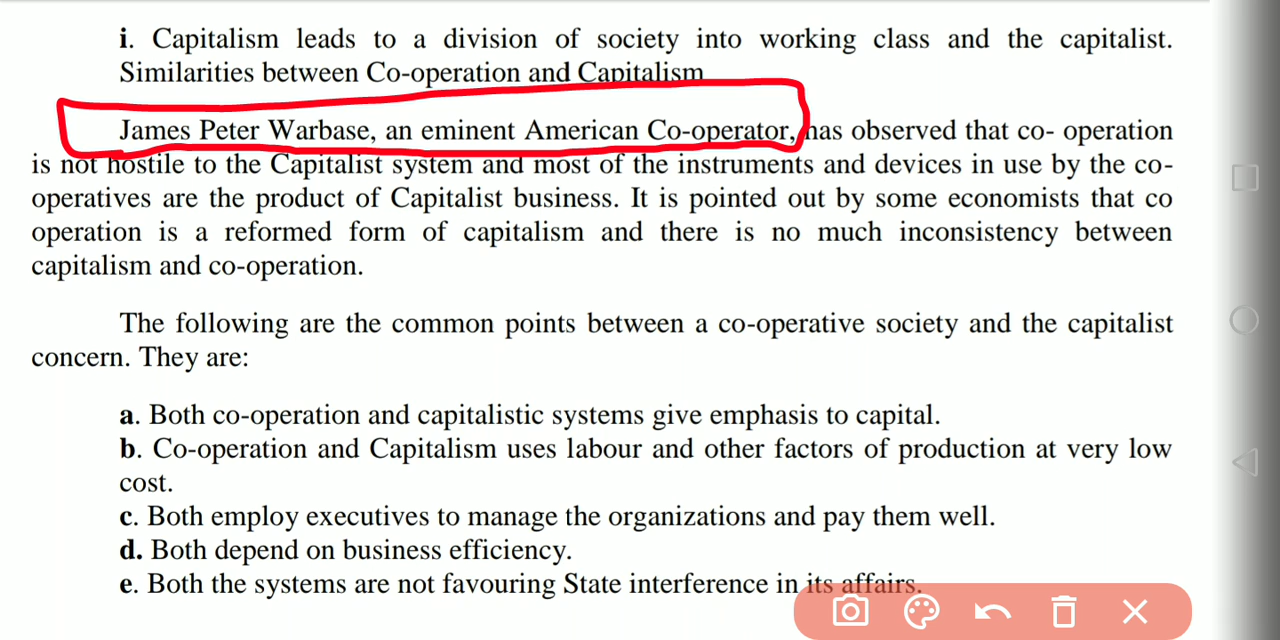 i. Capitalism leads to a division of society into working class and the capitalist.
Similarities between Co-operation and Capitalism
James Peter Warbase, an eminent American Co-operator, has observed that co- operation
is not hostile to the Capitalist system and most of the instruments and devices in use by the co-
operatives are the product of Capitalist business. It is pointed out by some economists that co
operation is a reformed form of capitalism and there is no much inconsistency between
capitalism and co-operation.
The following are the common points between a co-operative society and the capitalist
concern. They are:
a. Both co-operation and capitalistic systems give emphasis to capital.
b. Co-operation and Capitalism uses labour and other factors of production at very low
cost.
c. Both employ executives to manage the organizations and pay them well.
d. Both depend on business efficiency.
e. Both the systems are not favouring State interference in its affairs.